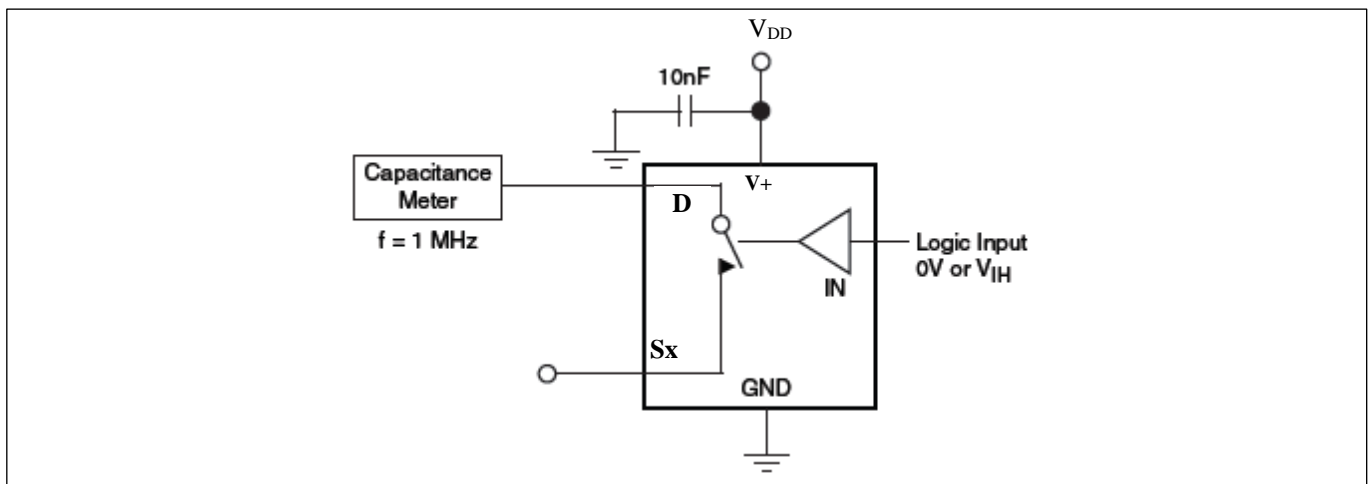 VDD
10nF
Capacitance
Meter
f = 1 MHz
V+
D
IN
Logic Input
0V or VIH
Sx
GND